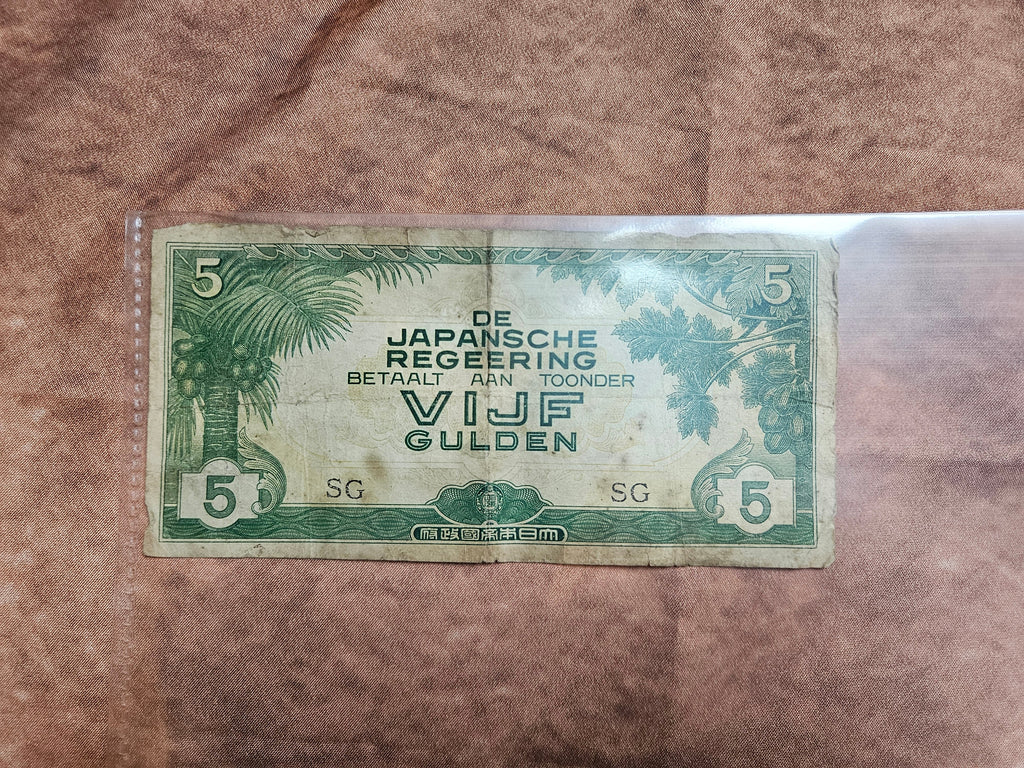 5 5
DE
JAPANSCHE
REGEERING
BETAALT AAN TOONDER
VIJF
GULDEN
SG SG
5 5
府政國帝本日大